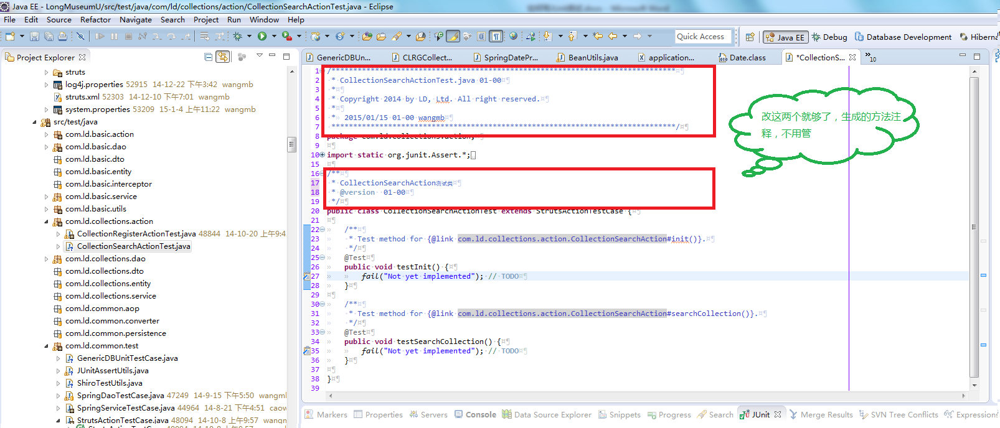 Java EE - LongMuseumU/src/test/java/com/ld/collections/action/CollectionSearchActionTest.java - Eclipse
File Edit Source Refactor Navigate Search Project Run Window Help
Quick Access Java EE Debug Database Development Hiberna
Project Explorer
struts
log4j.properties 52915 14-12-22 下午3:42 wangmb
struts.xml 52303 14-12-10 下午7:01 wangmb
system.properties 53209 15-1-4 上午11:22 wangmb
src/test/java
com.ld.basic.action
com.ld.basic.dao
com.ld.basic.dto
com.ld.basic.entity
com.ld.basic.interceptor
com.ld.basic.service
com.ld.basic.utils
com.ld.collections.action
CollectionRegisterActionTest.java 48844 14-10-20 上午9:4
CollectionSearchActionTest.java
com.ld.collections.dao
com.ld.collections.dto
com.ld.collections.entity
com.ld.collections.service
com.ld.common.aop
com.ld.common.converter
com.ld.common.persistence
com.ld.common.test
GenericDBUnitTestCase.java
JUnitAssertUtils.java
ShiroTestUtils.java
SpringDaoTestCase.java 47249 14-9-15 下午5:50 wangml
SpringServiceTestCase.java 44964 14-8-21 下午4:51 caow
StrutsActionTestCase.java 48094 14-10-8 上午9:57 wangn
GenericDBUn... CLRGCollect... SpringDatePr... BeanUtils.java application... Date.class *CollectionS... »10
1 /*******************************************************************************
2 * CollectionSearchActionTest.java 01-00
3 *
4 * Copyright 2014 by LD, Ltd. All right reserved.
5 *
6 * 2015/01/15 01-00 wangmb
7 *******************************************************************************/
8 package com.ld.collections.action;
9
10 import static org.junit.Assert.*;
15
16 /**
17 * CollectionSearchAction测试类
18 * @version 01-00
19 */
20 public class CollectionSearchActionTest extends StrutsActionTestCase {
21
22 /**
23 * Test method for {@link com.ld.collections.action.CollectionSearchAction#init()}.
24 */
25 @Test
26 public void testInit() {
27 fail("Not yet implemented"); // TODO
28 }
29
30 /**
31 * Test method for {@link com.ld.collections.action.CollectionSearchAction#searchCollection()}.
32 */
33 @Test
34 public void testSearchCollection() {
35 fail("Not yet implemented"); // TODO
36 }
37
38 }
39
改这两个就够了，生成的方法注
释，不用管
Markers Properties Servers Console Data Source Explorer Snippets Progress Search JUnit Merge Results SVN Tree Conflicts Expressions